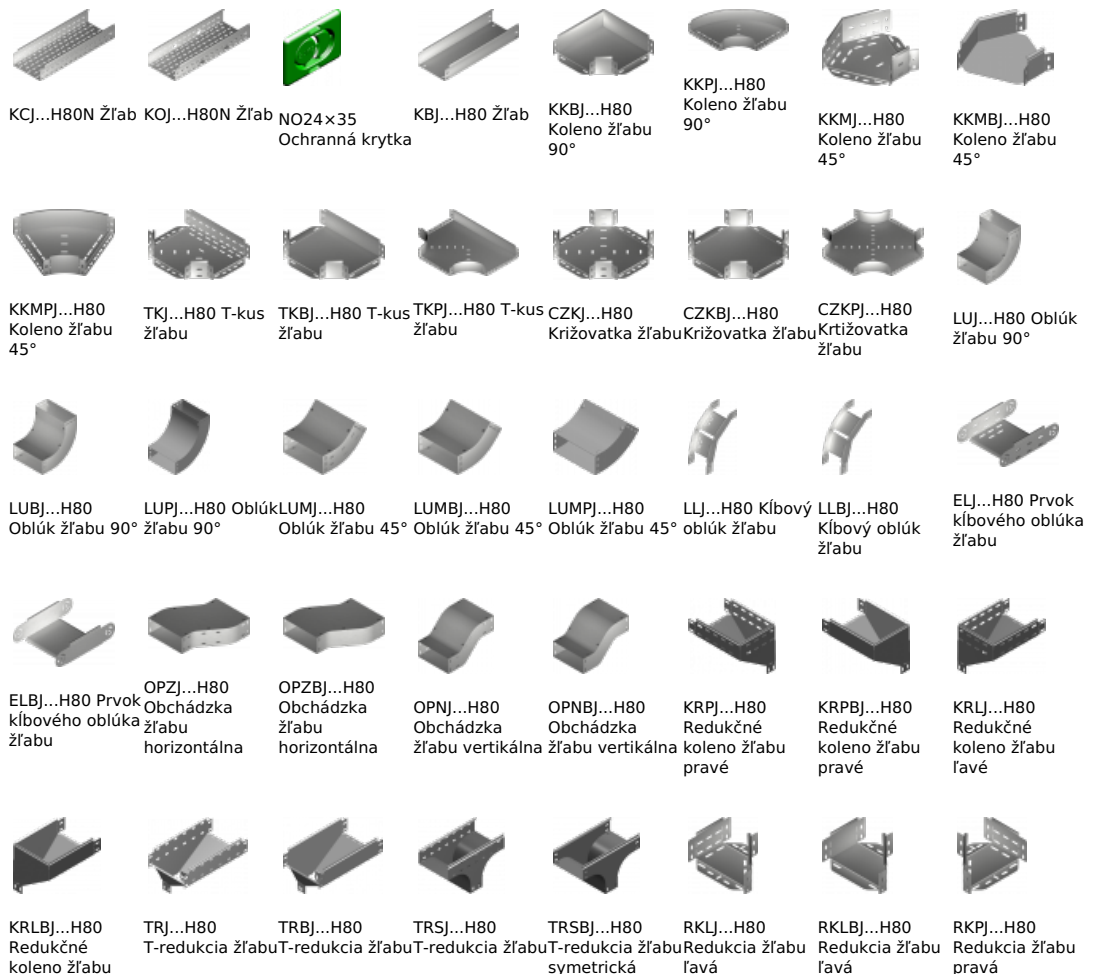 KCJ...H80N Žľab
KOJ...H80N Žľab
NO24×35
Ochranná krytka
KBJ...H80 Žľab
KKBJ...H80
Koleno žľabu
90°
KKPJ...H80
Koleno žľabu
90°
KKMJ...H80
Koleno žľabu
45°
KKMBJ...H80
Koleno žľabu
45°
KKMPJ...H80
Koleno žľabu
45°
TKJ...H80 T-kus
žľabu
TKBJ...H80 T-kus
žľabu
TKPJ...H80 T-kus
žľabu
CZKJ...H80
Križovatka žľabu
CZKBJ...H80
Križovatka žľabu
CZKPJ...H80
Krtižovatka
žľabu
LUJ...H80 Oblúk
žľabu 90°
LUBJ...H80
Oblúk žľabu 90°
LUPJ...H80 Oblúk
žľabu 90°
LUMJ...H80
Oblúk žľabu 45°
LUMBJ...H80
Oblúk žľabu 45°
LUMPJ...H80
Oblúk žľabu 45°
LLJ...H80 Kĺbový
oblúk žľabu
LLBJ...H80
Kĺbový oblúk
žľabu
ELJ...H80 Prvok
kĺbového oblúka
žľabu
ELBJ...H80 Prvok
kĺbového oblúka
žľabu
OPZJ...H80
Obchádzka
žľabu
horizontálna
OPZBJ...H80
Obchádzka
žľabu
horizontálna
OPNJ...H80
Obchádzka
žľabu vertikálna
OPNBJ...H80
Obchádzka
žľabu vertikálna
KRPJ...H80
Redukčné
koleno žľabu
pravé
KRPBJ...H80
Redukčné
koleno žľabu
pravé
KRLJ...H80
Redukčné
koleno žľabu
ľavé
KRLBJ...H80
Redukčné
koleno žľabu
TRJ...H80
T-redukcia žľabu
TRBJ...H80
T-redukcia žľabu
TRSJ...H80
T-redukcia žľabu
TRSBJ...H80
T-redukcia žľabu
symetrická
RKLJ...H80
Redukcia žľabu
ľavá
RKLBJ...H80
Redukcia žľabu
ľavá
RKPJ...H80
Redukcia žľabu
pravá